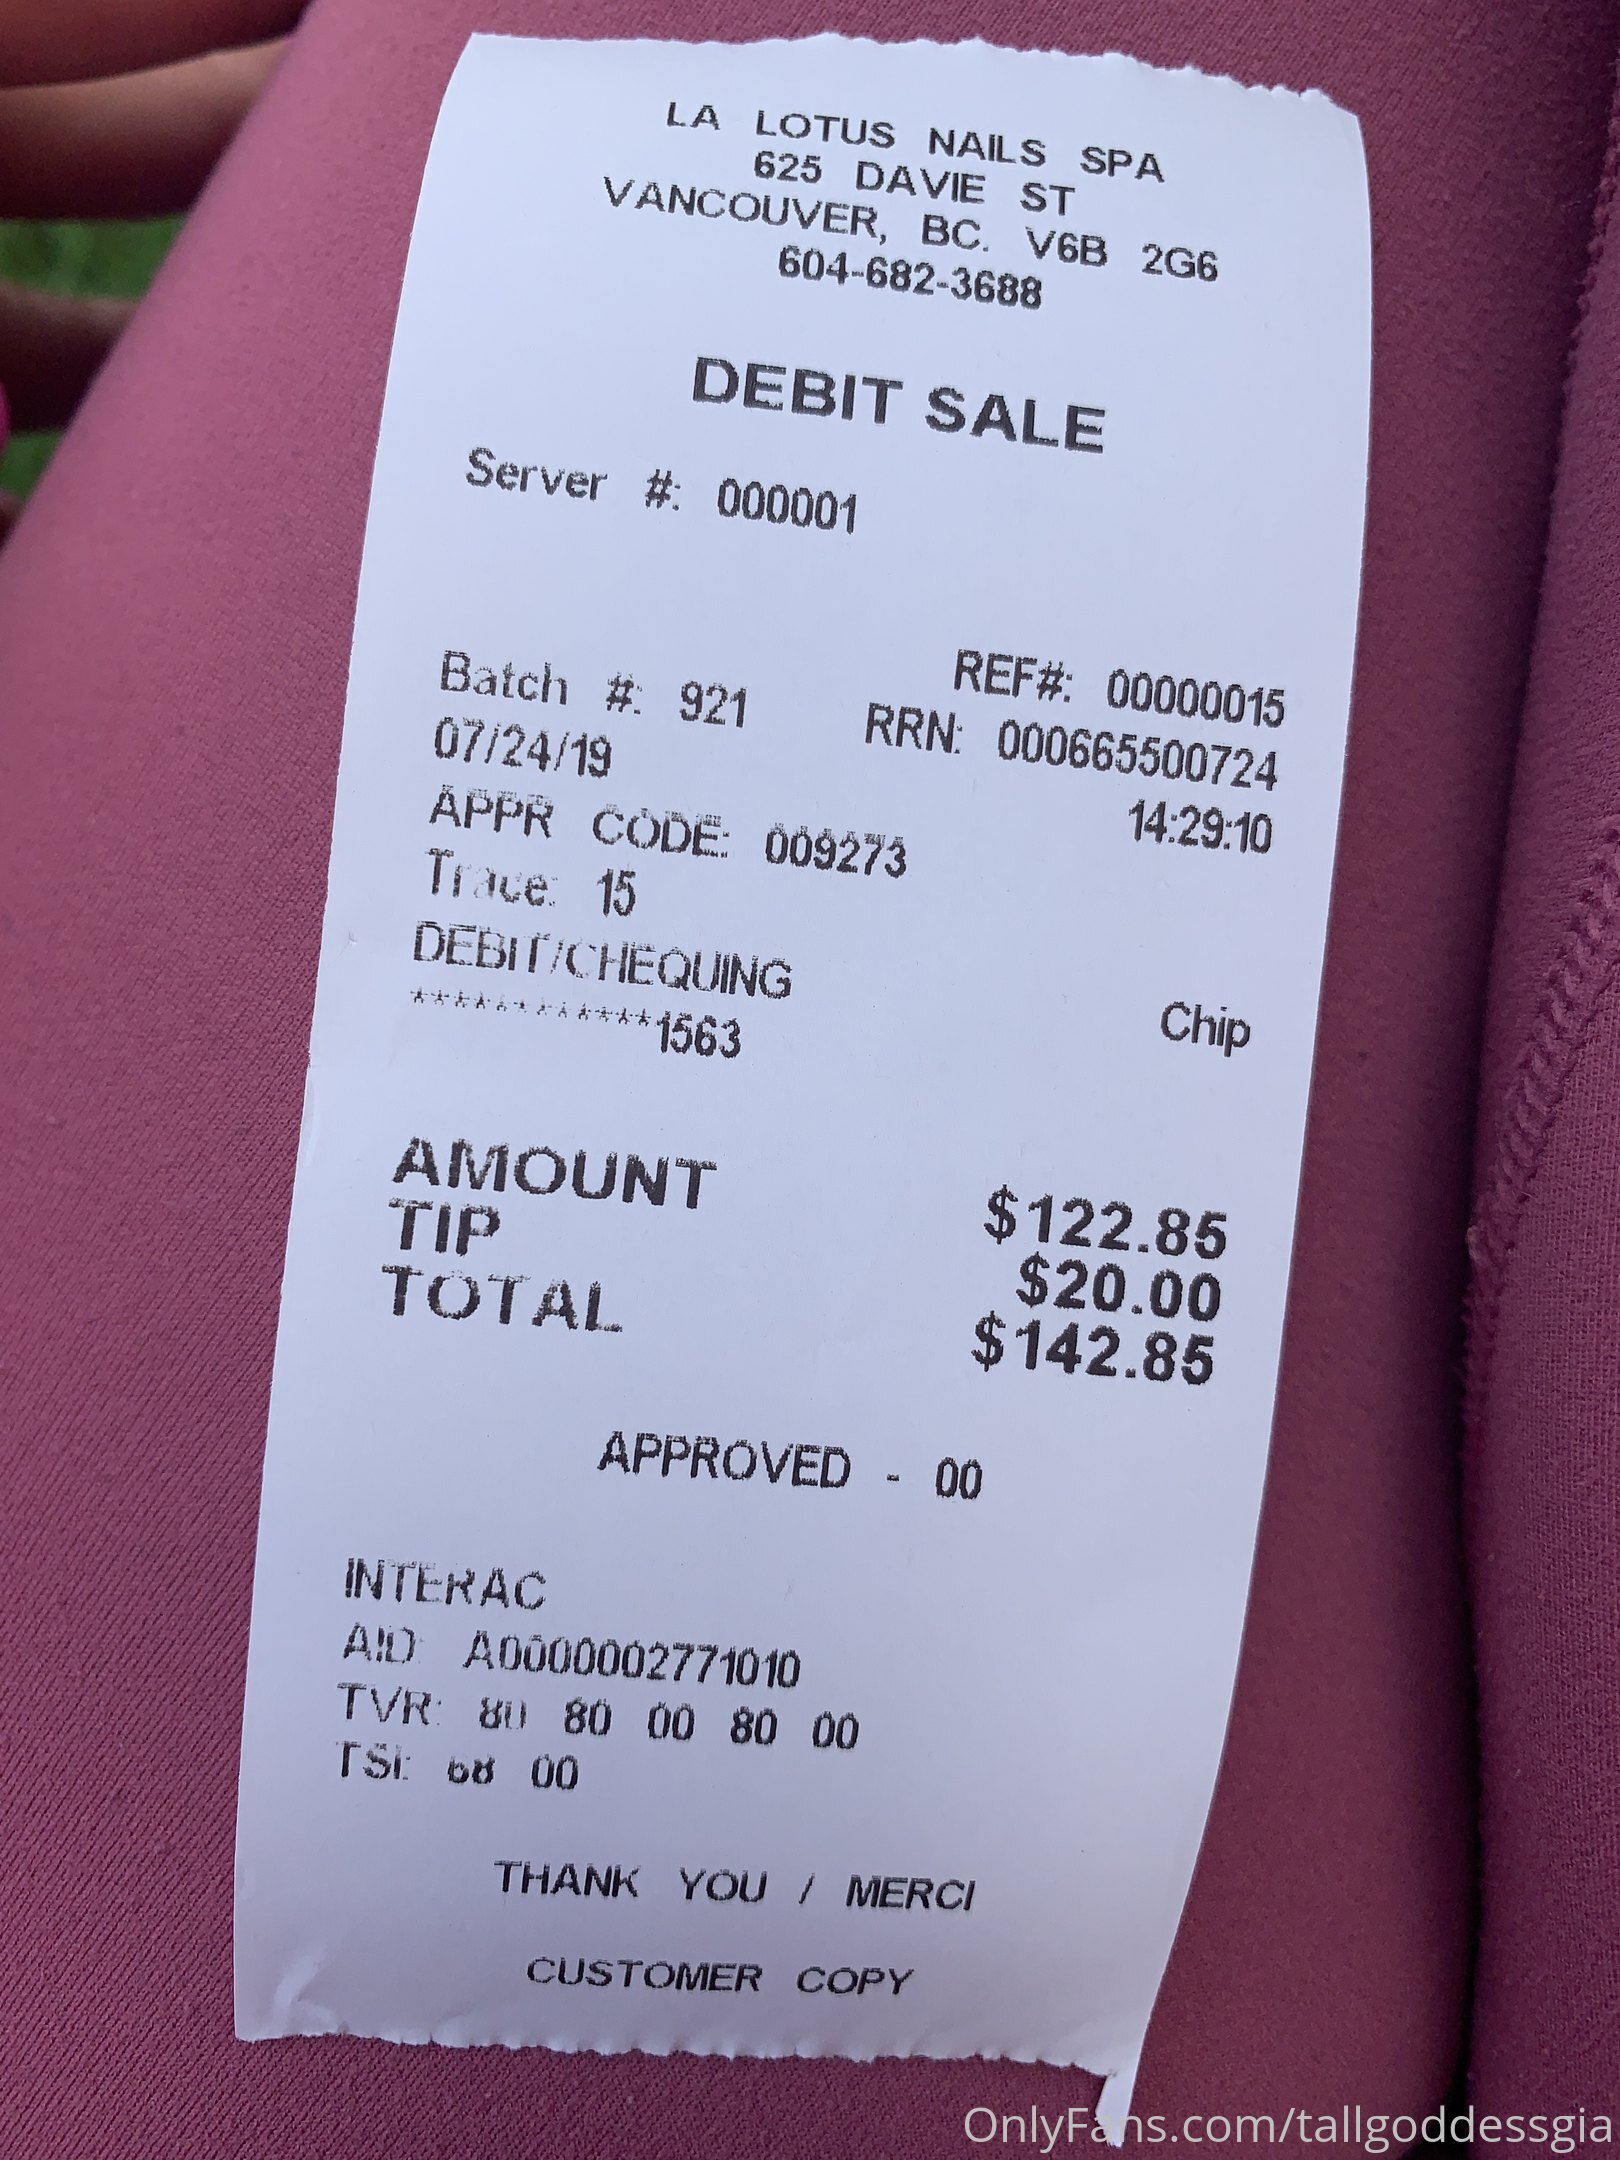 LA LOTUS NAILS SPA
625 DAVIE ST
VANCOUVER, BC. V6B 2G6
604-682-3688
DEBIT SALE
Server #: 000001
REF#: 00000015
Batch #: 921 RRN: 000665500724
07/24/19 14:29:10
APPR CODE: 009273
Trace: 15
DEBIT/CHEQUING
************1563 Chip
AMOUNT $122.85
TIP $20.00
TOTAL $142.85
APPROVED - 00
INTERAC
AID: A0000002771010
TVR: 80 80 00 80 00
TSI: 68 00
THANK YOU / MERCI
CUSTOMER COPY
OnlyFans.com/tallgoddessgia